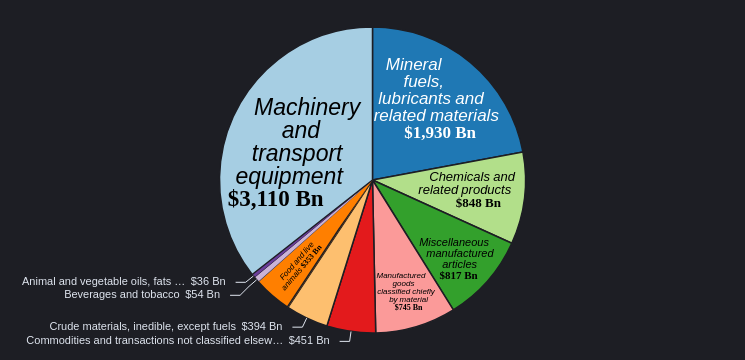 Mineral
fuels,
lubricants and
related materials
$1,930 Bn
Machinery
and
transport
equipment
$3,110 Bn
Chemicals and
related products
$848 Bn
Miscellaneous
manufactured
articles
$817 Bn
Manufactured
goods
classified chiefly
by material
$745 Bn
Food and live
animals $353 Bn
Animal and vegetable oils, fats … $36 Bn
Beverages and tobacco $54 Bn
Crude materials, inedible, except fuels $394 Bn
Commodities and transactions not classified elsew… $451 Bn